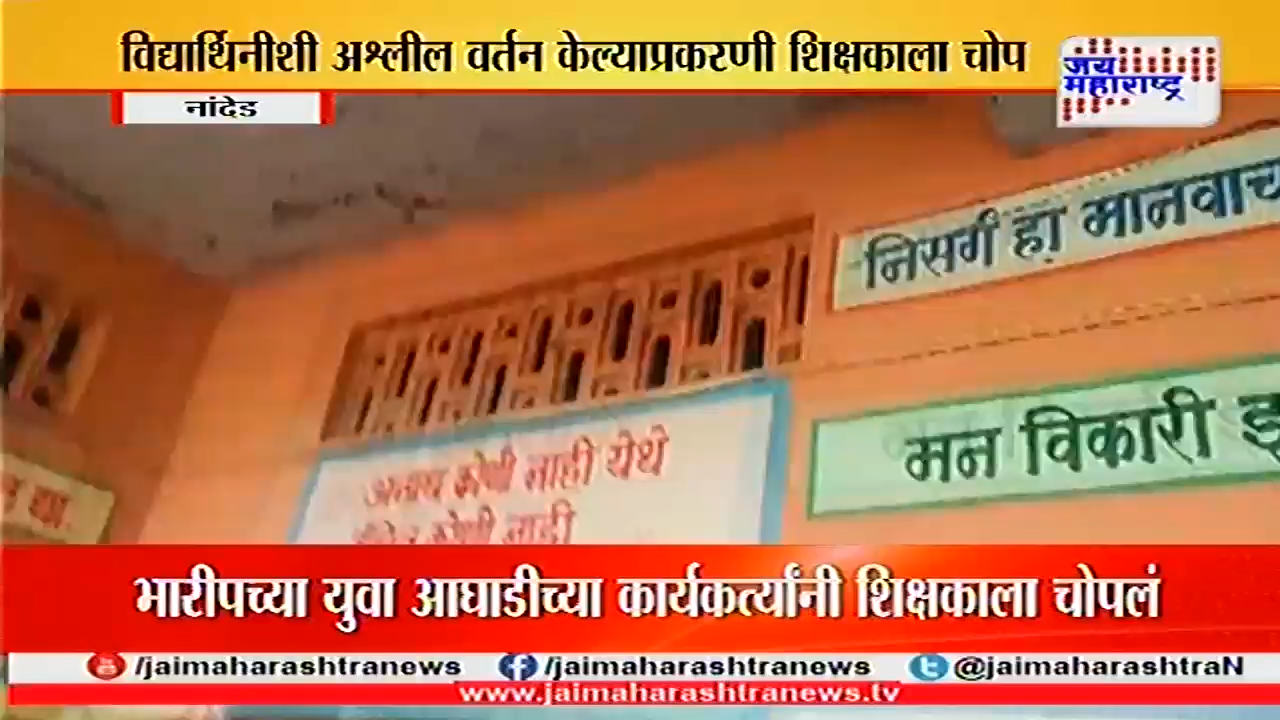 विद्यार्थिनीशी अश्लील वर्तन केल्याप्रकरणी शिक्षकाला चोप
जय
महाराष्ट्र
नांदेड
निसर्ग हा मानवाच
मन विकारी
अनाथ कोणी नाही येथे
कोणी नाही
भारीपच्या युवा आघाडीच्या कार्यकर्त्यांनी शिक्षकाला चोपलं
/jaimaharashtranews /jaimaharashtranews @jaimaharashtraN
www.jaimaharashtranews.tv